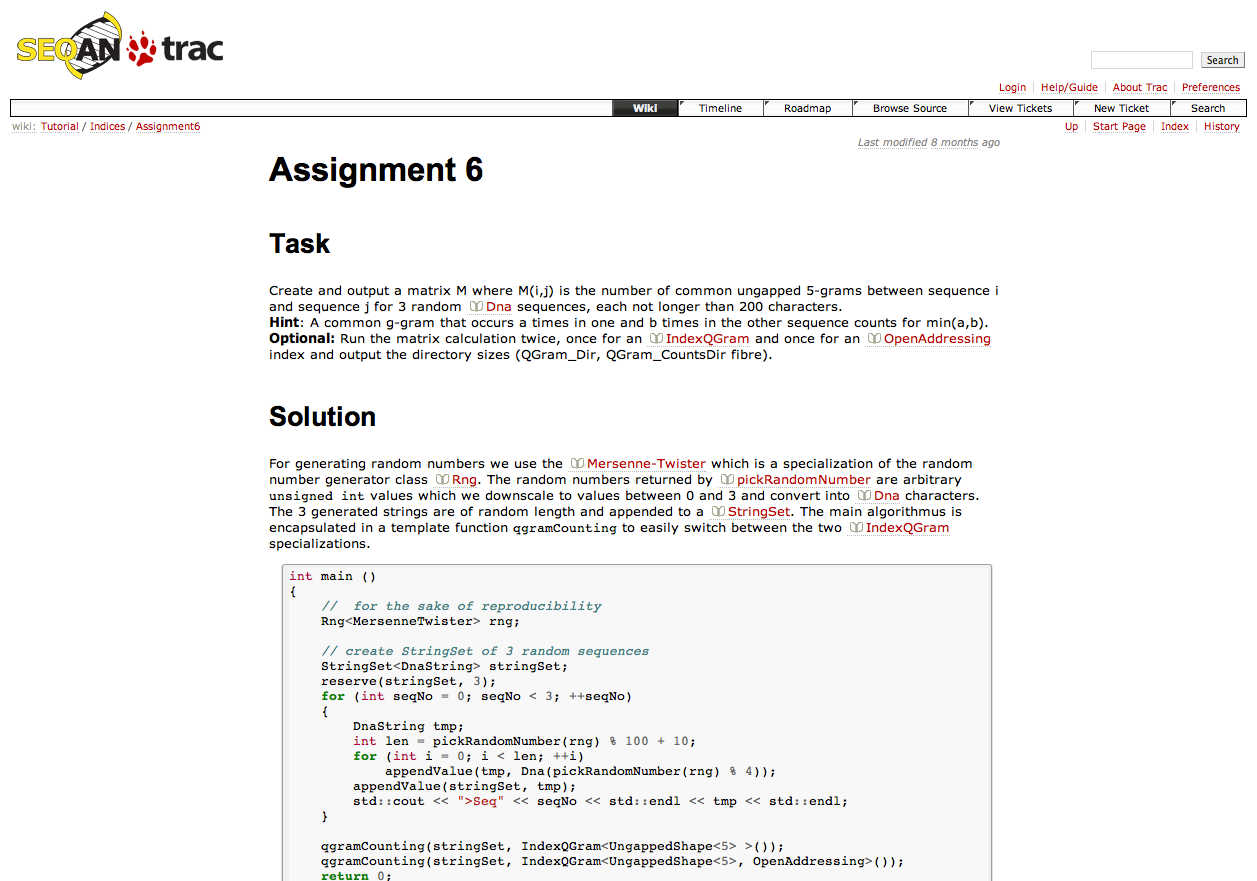 SEQAN trac
Search
Login Help/Guide About Trac Preferences
Wiki Timeline Roadmap Browse Source View Tickets New Ticket Search
wiki: Tutorial / Indices / Assignment6 Up Start Page Index History
Last modified 8 months ago
Assignment 6
Task
Create and output a matrix M where M(i,j) is the number of common ungapped 5-grams between sequence i
and sequence j for 3 random Dna sequences, each not longer than 200 characters.
Hint: A common g-gram that occurs a times in one and b times in the other sequence counts for min(a,b).
Optional: Run the matrix calculation twice, once for an IndexQGram and once for an OpenAddressing
index and output the directory sizes (QGram_Dir, QGram_CountsDir fibre).
Solution
For generating random numbers we use the Mersenne-Twister which is a specialization of the random
number generator class Rng. The random numbers returned by pickRandomNumber are arbitrary
unsigned int values which we downscale to values between 0 and 3 and convert into Dna characters.
The 3 generated strings are of random length and appended to a StringSet. The main algorithmus is
encapsulated in a template function qgramCounting to easily switch between the two IndexQGram
specializations.
int main ()
{
    //  for the sake of reproducibility
    Rng<MersenneTwister> rng;
    // create StringSet of 3 random sequences
    StringSet<DnaString> stringSet;
    reserve(stringSet, 3);
    for (int seqNo = 0; seqNo < 3; ++seqNo)
    {
        DnaString tmp;
        int len = pickRandomNumber(rng) % 100 + 10;
        for (int i = 0; i < len; ++i)
            appendValue(tmp, Dna(pickRandomNumber(rng) % 4));
        appendValue(stringSet, tmp);
        std::cout << ">Seq" << seqNo << std::endl << tmp << std::endl;
    }
    qgramCounting(stringSet, IndexQGram<UngappedShape<5> >());
    qgramCounting(stringSet, IndexQGram<UngappedShape<5>, OpenAddressing>());
    return 0;